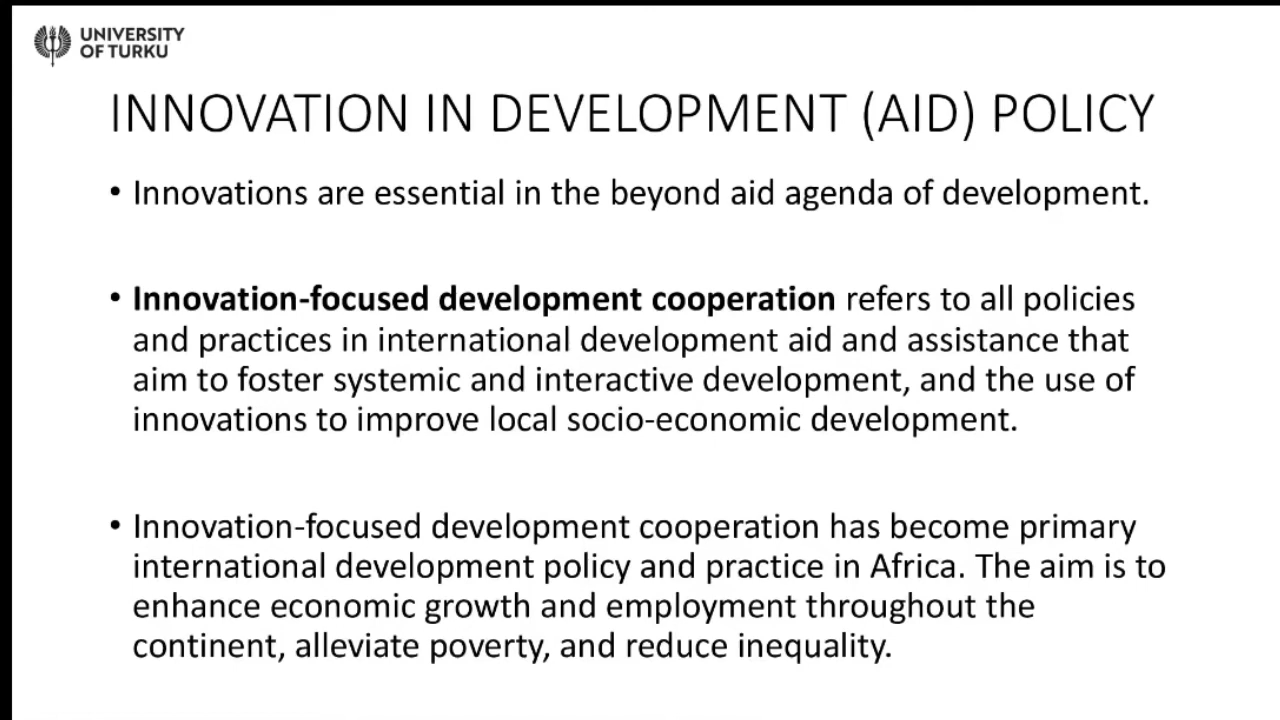 UNIVERSITY
OF TURKU
INNOVATION IN DEVELOPMENT (AID) POLICY
• Innovations are essential in the beyond aid agenda of development.
• Innovation-focused development cooperation refers to all policies
and practices in international development aid and assistance that
aim to foster systemic and interactive development, and the use of
innovations to improve local socio-economic development.
• Innovation-focused development cooperation has become primary
international development policy and practice in Africa. The aim is to
enhance economic growth and employment throughout the
continent, alleviate poverty, and reduce inequality.